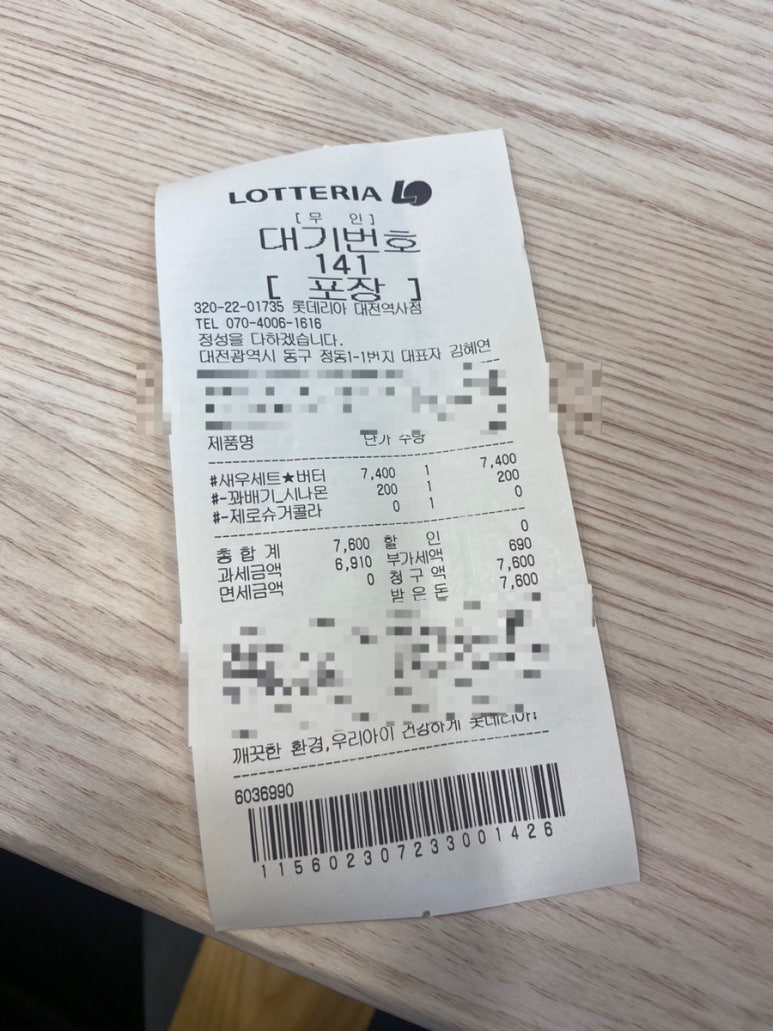 LOTTERIA
[무 인]
대기번호
141
[ 포장 ]
320-22-01735 롯데리아 대전역사점
TEL 070-4006-1616
정성을 다하겠습니다.
대전광역시 동구 정동1-1번지 대표자 김혜연
제품명 단가 수량
#새우세트★버터 7,400 1 7,400
#-꽈배기_시나몬 200 1 200
#-제로슈거콜라 0 1 0
총 합 계 7,600 할 인 0
과세금액 6,910 부가세액 690
면세금액 0 청 구 액 7,600
받 은 돈 7,600
깨끗한 환경,우리아이 건강하게 롯데리아!
6036990
115602307233001426